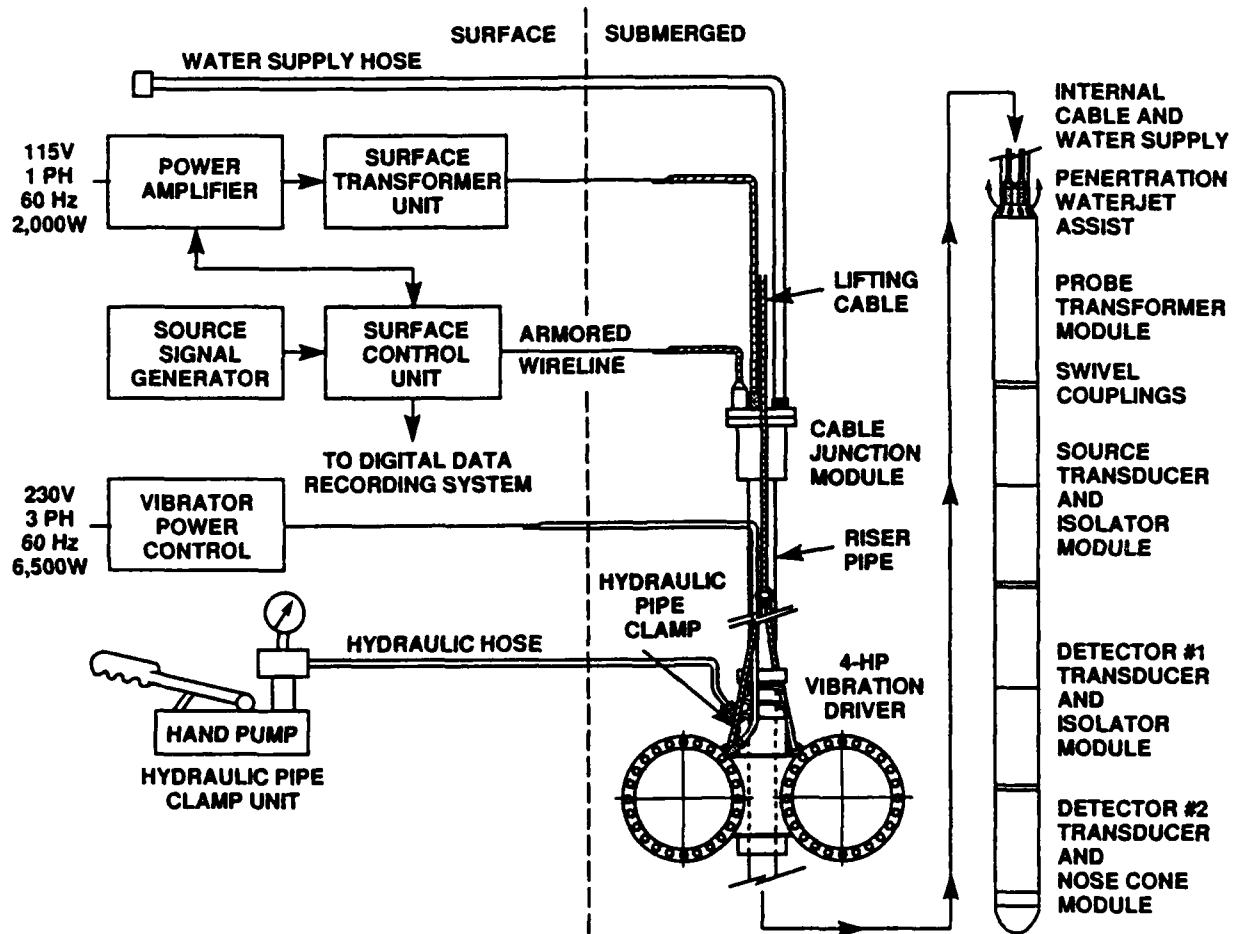 SURFACE
SUBMERGED
WATER SUPPLY HOSE
115V
1 PH
60 Hz
2,000W
POWER
AMPLIFIER
SURFACE
TRANSFORMER
UNIT
LIFTING
CABLE
SOURCE
SIGNAL
GENERATOR
SURFACE
CONTROL
UNIT
ARMORED
WIRELINE
TO DIGITAL DATA
RECORDING SYSTEM
CABLE
JUNCTION
MODULE
230V
3 PH
60 Hz
6,500W
VIBRATOR
POWER
CONTROL
RISER
PIPE
HYDRAULIC
PIPE
CLAMP
HYDRAULIC HOSE
4-HP
VIBRATION
DRIVER
HAND PUMP
HYDRAULIC PIPE
CLAMP UNIT
INTERNAL
CABLE AND
WATER SUPPLY
PENERTRATION
WATERJET
ASSIST
PROBE
TRANSFORMER
MODULE
SWIVEL
COUPLINGS
SOURCE
TRANSDUCER
AND
ISOLATOR
MODULE
DETECTOR #1
TRANSDUCER
AND
ISOLATOR
MODULE
DETECTOR #2
TRANSDUCER
AND
NOSE CONE
MODULE